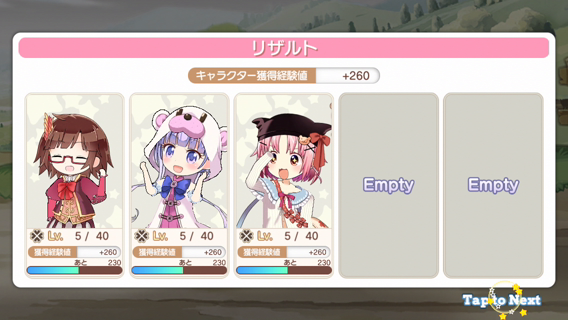 リザルト
キャラクター獲得経験値 +260
Lv. 5 / 40
獲得経験値 +260
あと 230
Lv. 5 / 40
獲得経験値 +260
あと 230
Lv. 5 / 40
獲得経験値 +260
あと 230
Empty
Empty
Tap to Next